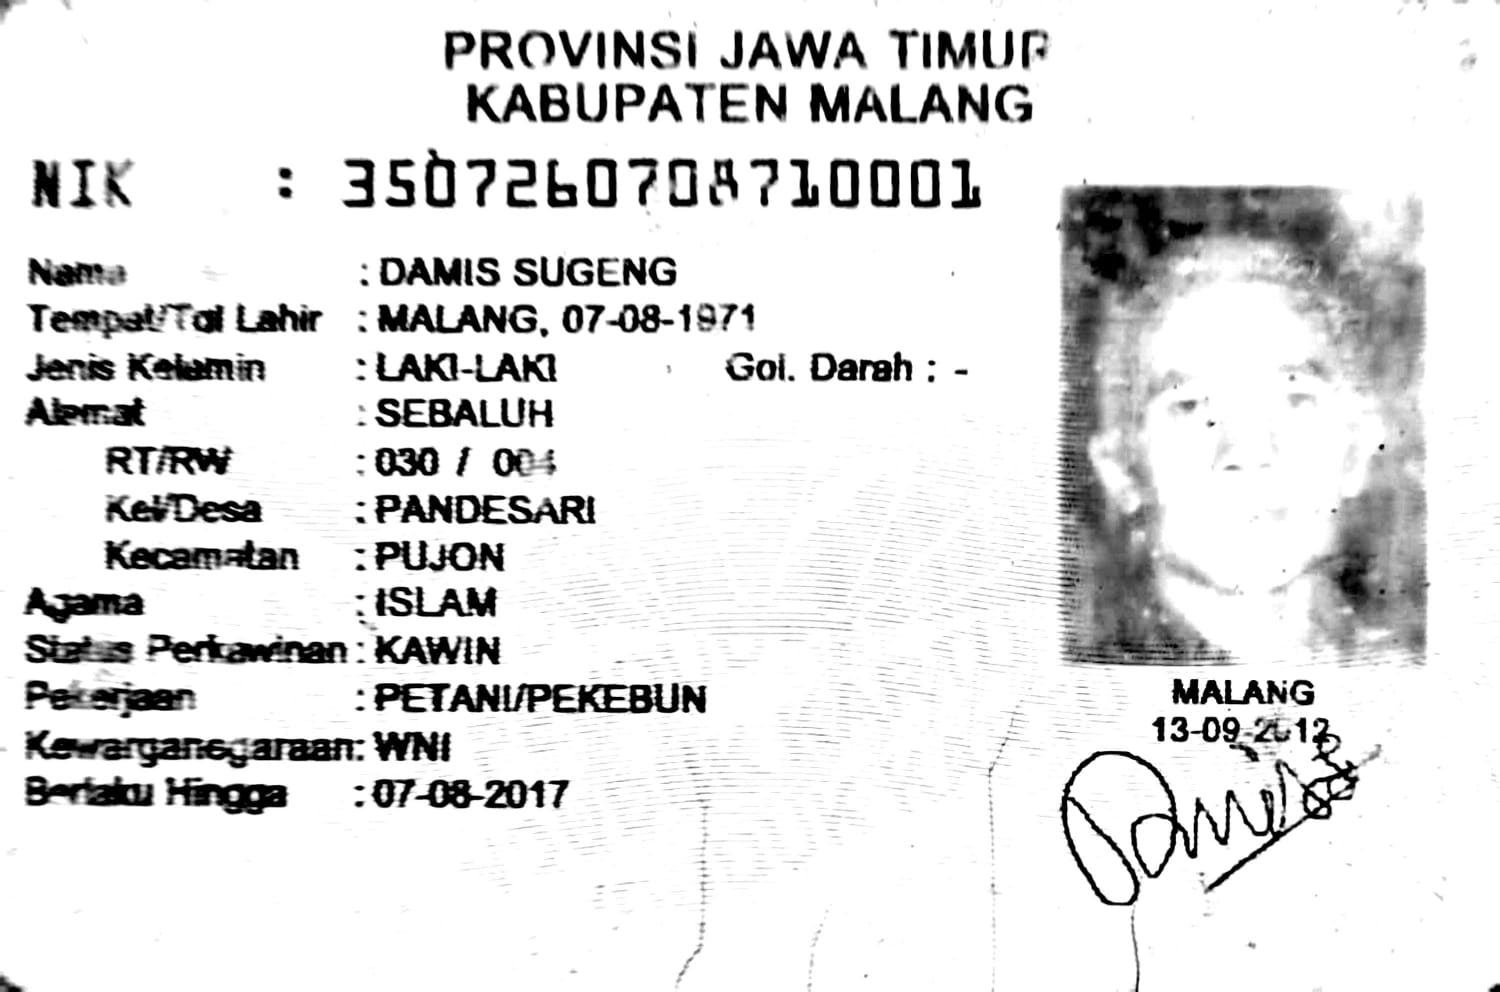 PROVINSI JAWA TIMUR
KABUPATEN MALANG
NIK : 3507260708710001
Nama : DAMIS SUGENG
Tempat/Tgl Lahir : MALANG, 07-08-1971
Jenis Kelamin : LAKI-LAKI Gol. Darah : -
Alamat : SEBALUH
RT/RW : 030 / 004
Kel/Desa : PANDESARI
Kecamatan : PUJON
Agama : ISLAM
Status Perkawinan : KAWIN
Pekerjaan : PETANI/PEKEBUN
Kewarganegaraan: WNI
Berlaku Hingga : 07-08-2017
MALANG
13-09-2012